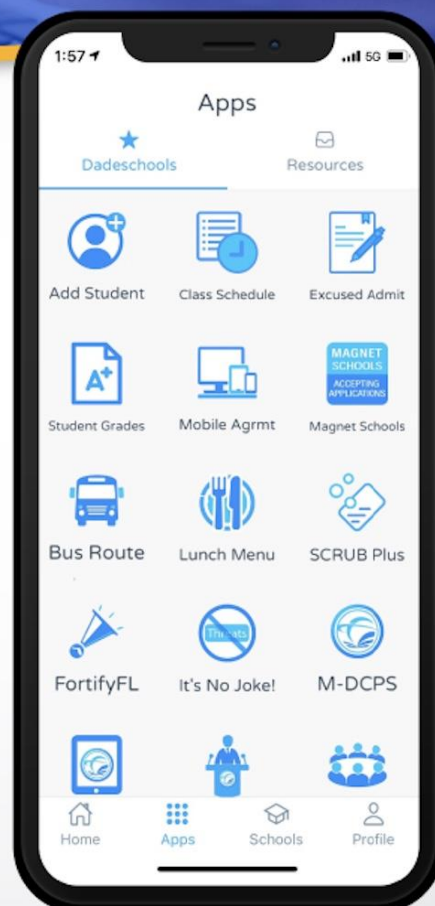 1:57
5G
Apps
Dadeschools Resources
Add Student Class Schedule Excused Admit
A+
MAGNET
SCHOOLS
ACCEPTING
APPLICATIONS
Student Grades Mobile Agrmt Magnet Schools
Bus Route Lunch Menu SCRUB Plus
Threats
FortifyFL It's No Joke! M-DCPS
Home Apps Schools Profile